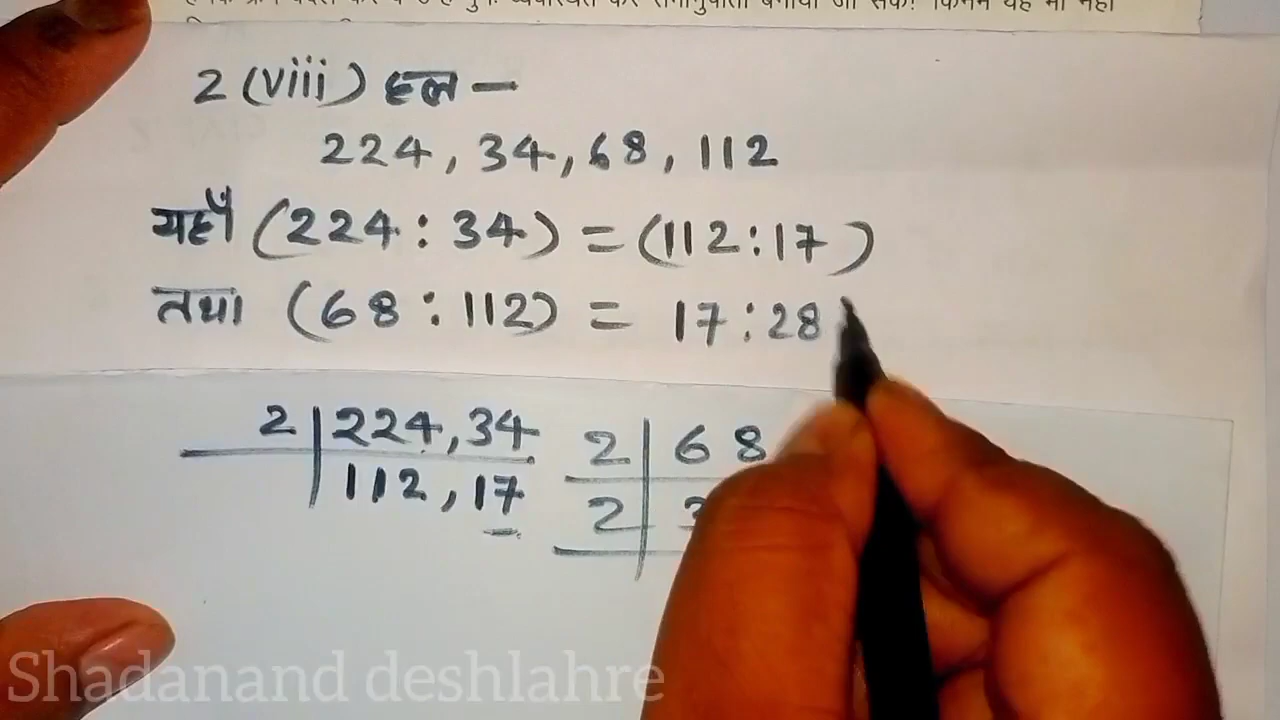 2 (viii) हल —
224, 34, 68, 112
यहाँ (224 : 34) = (112 : 17)
तथा (68 : 112) = 17 : 28
2 | 224, 34
112, 17
2 | 68
2
Shadanand deshlahre